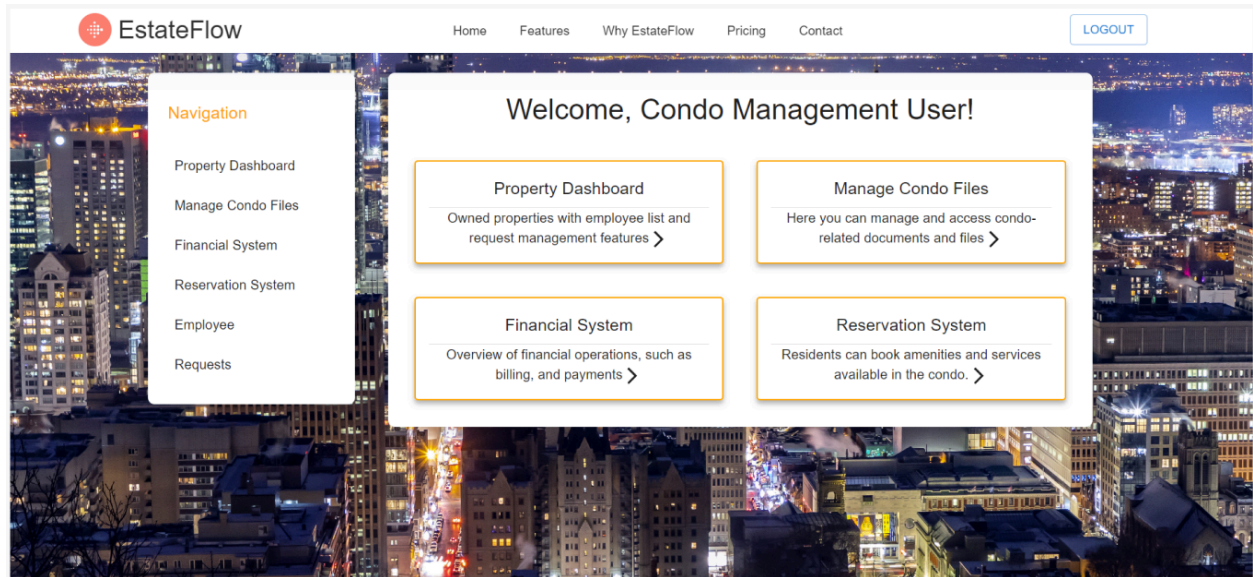 EstateFlow
Home Features Why EstateFlow Pricing Contact
LOGOUT
Navigation
Property Dashboard
Manage Condo Files
Financial System
Reservation System
Employee
Requests
Welcome, Condo Management User!
Property Dashboard
Owned properties with employee list and
request management features
Manage Condo Files
Here you can manage and access condo-
related documents and files
Financial System
Overview of financial operations, such as
billing, and payments
Reservation System
Residents can book amenities and services
available in the condo.